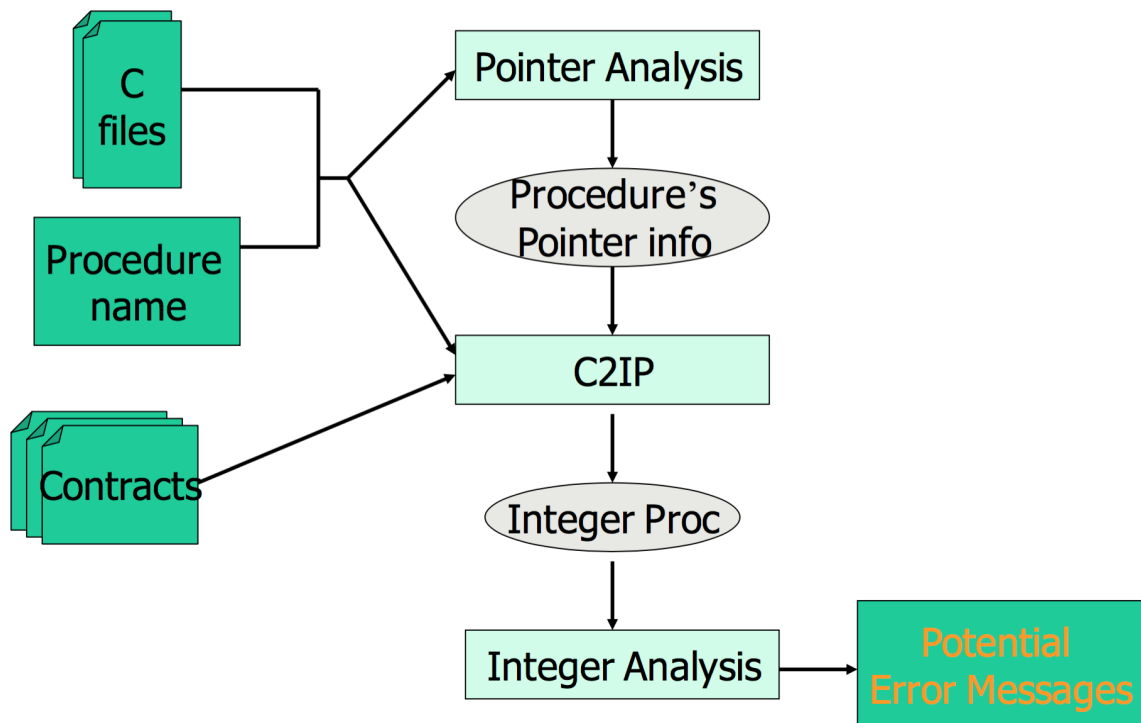 C
files
Pointer Analysis
Procedure’s
Pointer info
Procedure
name
C2IP
Contracts
Integer Proc
Integer Analysis
Potential
Error Messages